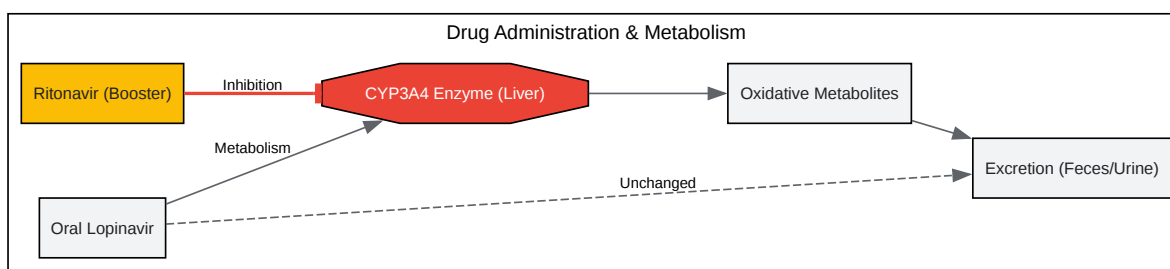 Drug Administration & Metabolism
Ritonavir (Booster)
Inhibition
CYP3A4 Enzyme (Liver)
Oxidative Metabolites
Metabolism
Excretion (Feces/Urine)
Unchanged
Oral Lopinavir